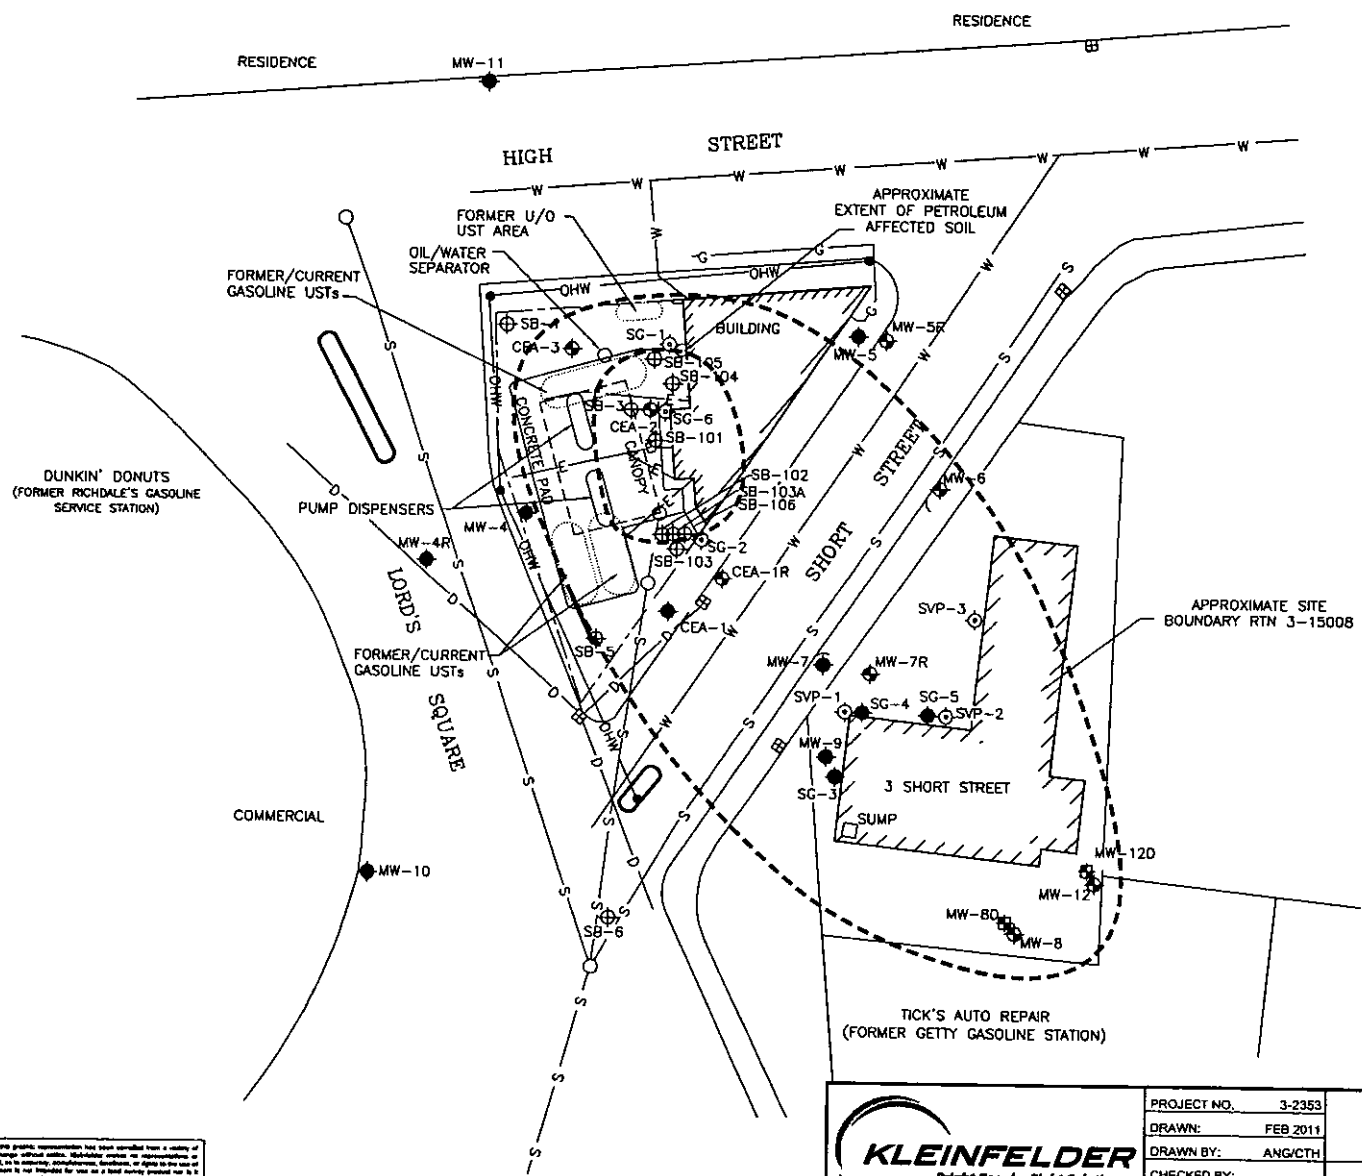 RESIDENCE
RESIDENCE
MW-11
HIGH STREET
W W W W W W W W
APPROXIMATE
EXTENT OF PETROLEUM
AFFECTED SOIL
FORMER U/O
UST AREA
OIL/WATER
SEPARATOR
FORMER/CURRENT
GASOLINE USTs
W
G G
OHW OHW
G
SB-4
CEA-3
SG-1
BUILDING
MW-5R
MW-5
SB-105
SB-104
OHW
SB-3
CEA-2
SG-6
SB-101
CONCRETE PAD
CANOPY
E E E
DUNKIN' DONUTS
(FORMER RICHDALE'S GASOLINE
SERVICE STATION)
PUMP DISPENSERS
SB-102
SB-103A
SB-106
MW-6
MW-4
MW-4R
OHW
SB-103
SG-2
CEA-1R
SHORT STREET
LORD'S SQUARE
CEA-1
SVP-3
APPROXIMATE SITE
BOUNDARY RTN 3-15008
SB-5
FORMER/CURRENT
GASOLINE USTs
MW-7
MW-7R
SVP-1
SG-4
SG-5
SVP-2
OHW
MW-9
SG-3
3 SHORT STREET
SUMP
COMMERCIAL
MW-10
MW-12D
MW-12
MW-8D
MW-8
SB-6
TICK'S AUTO REPAIR
(FORMER GETTY GASOLINE STATION)
KLEINFELDER
PROJECT NO. 3-2353
DRAWN: FEB 2011
DRAWN BY: ANG/CTH
CHECKED BY: